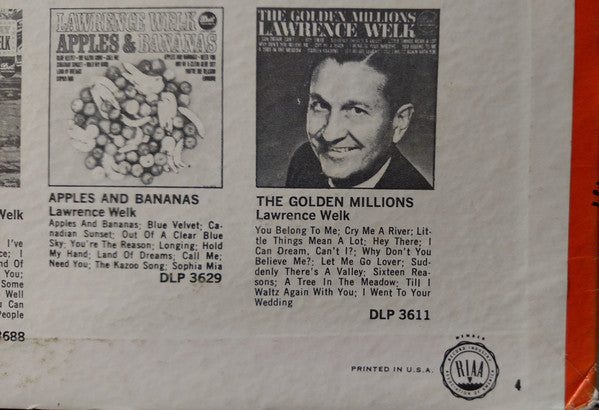 LAWRENCE WELK
APPLES & BANANAS
APPLES AND BANANAS
Lawrence Welk
Apples And Bananas; Blue Velvet; Ca-
nadian Sunset; Out Of A Clear Blue
Sky; You're The Reason; Longing; Hold
My Hand; Land Of Dreams; Call Me;
Need You; The Kazoo Song; Sophia Mia
DLP 3629
THE GOLDEN MILLIONS
LAWRENCE WELK
THE GOLDEN MILLIONS
Lawrence Welk
You Belong To Me; Cry Me A River; Lit-
tle Things Mean A Lot; Hey There; I
Can Dream, Can't I?; Why Don't You
Believe Me?; Let Me Go Lover; Sud-
denly There's A Valley; Sixteen Rea-
sons; A Tree In The Meadow; Till I
Waltz Again With You; I Went To Your
Wedding
DLP 3611
Welk
I've
I
nd Of
You;
Some
Well
Can
People
3688
PRINTED IN U.S.A.
MEMBER
RIAA
4